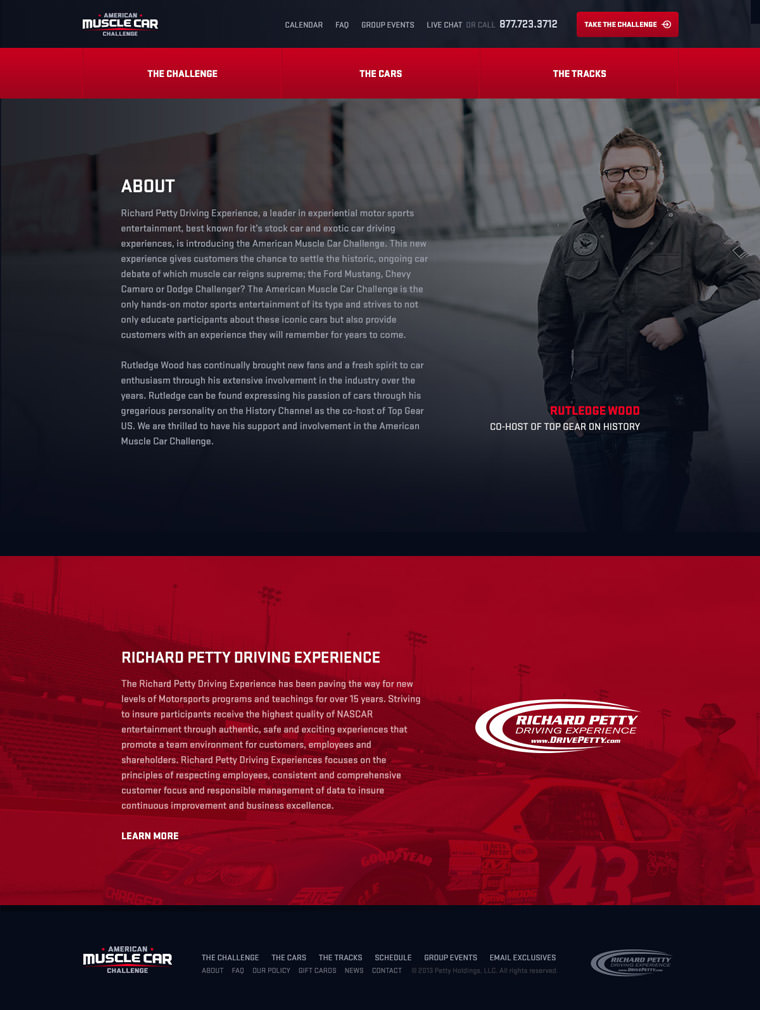 AMERICAN
MUSCLE CAR
CHALLENGE
CALENDAR FAQ GROUP EVENTS LIVE CHAT OR CALL 877.723.3712
TAKE THE CHALLENGE
THE CHALLENGE THE CARS THE TRACKS
ABOUT
Richard Petty Driving Experience, a leader in experiential motor sports
entertainment, best known for it's stock car and exotic car driving
experiences, is introducing the American Muscle Car Challenge. This new
experience gives customers the chance to settle the historic, ongoing car
debate of which muscle car reigns supreme; the Ford Mustang, Chevy
Camaro or Dodge Challenger? The American Muscle Car Challenge is the
only hands-on motor sports entertainment of its type and strives to not
only educate participants about these iconic cars but also provide
customers with an experience they will remember for years to come.
Rutledge Wood has continually brought new fans and a fresh spirit to car
enthusiasm through his extensive involvement in the industry over the
years. Rutledge can be found expressing his passion of cars through his
gregarious personality on the History Channel as the co-host of Top Gear
US. We are thrilled to have his support and involvement in the American
Muscle Car Challenge.
RUTLEDGE WOOD
CO-HOST OF TOP GEAR ON HISTORY
RICHARD PETTY DRIVING EXPERIENCE
The Richard Petty Driving Experience has been paving the way for new
levels of Motorsports programs and teachings for over 15 years. Striving
to insure participants receive the highest quality of NASCAR
entertainment through authentic, safe and exciting experiences that
promote a team environment for customers, employees and
shareholders. Richard Petty Driving Experiences focuses on the
principles of respecting employees, consistent and comprehensive
customer focus and responsible management of data to insure
continuous improvement and business excellence.
LEARN MORE
RICHARD PETTY
DRIVING EXPERIENCE
www.DRIVEPETTY.com
GOODYEAR
43
CHARGER
MOOG
AMERICAN
MUSCLE CAR
CHALLENGE
THE CHALLENGE THE CARS THE TRACKS SCHEDULE GROUP EVENTS EMAIL EXCLUSIVES
ABOUT FAQ OUR POLICY GIFT CARDS NEWS CONTACT © 2013 Petty Holdings, LLC. All rights reserved.
RICHARD PETTY
DRIVING EXPERIENCE
www.DRIVEPETTY.com